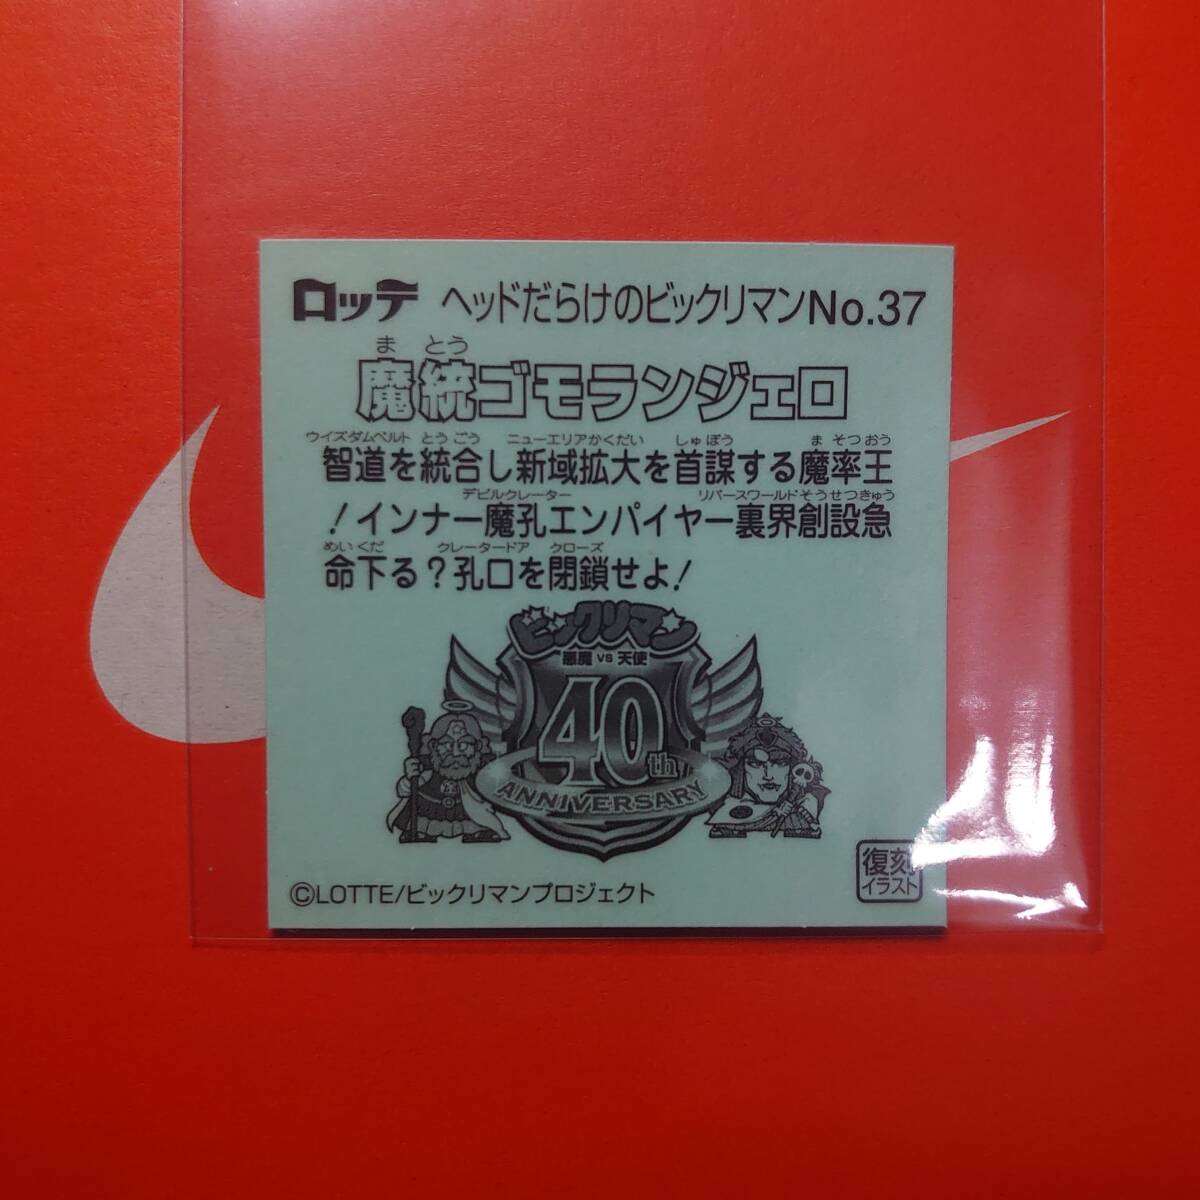 ロッテ ヘッドだらけのビックリマンNo.37
ま とう
魔統ゴモランジェロ
ウイズダムベルト とうごう ニューエリアかくだい しゅぼう ま そつおう
智道を統合し新域拡大を首謀する魔率王
デビルクレーター リバースワールドそうせつきゅう
！インナー魔孔エンパイヤー裏界創設急
めいくだ クレータードア クローズ
命下る？孔口を閉鎖せよ！
ビックリマン
悪魔 VS 天使
40th
ANNIVERSARY
復刻
イラスト
©LOTTE/ビックリマンプロジェクト